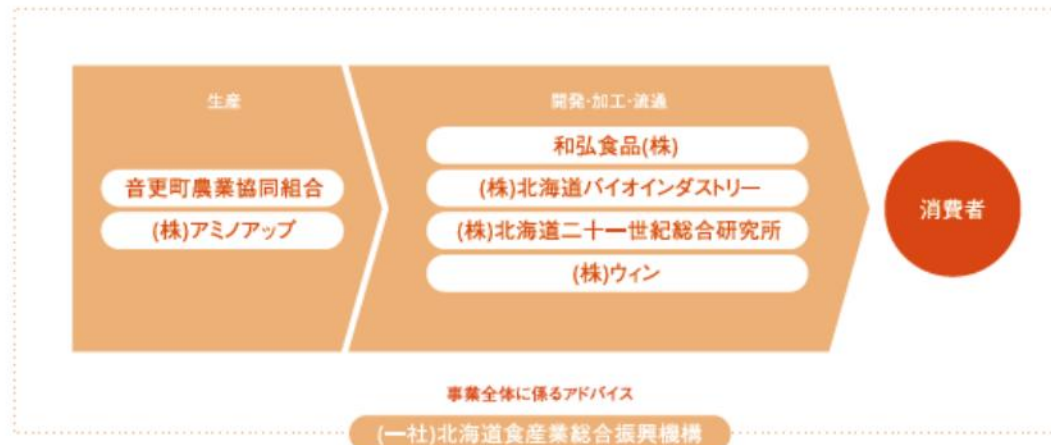 生産
音更町農業協同組合
(株)アミノアップ
開発・加工・流通
和弘食品(株)
(株)北海道バイオインダストリー
(株)北海道二十一世紀総合研究所
(株)ウィン
消費者
事業全体に係るアドバイス
(一社)北海道食産業総合振興機構